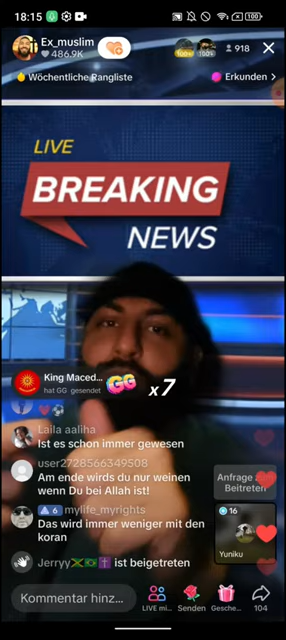 18:15
100
Ex_muslim
486.9K
918
Wöchentliche Rangliste
Erkunden >
LIVE
BREAKING
NEWS
King Maced...
hat GG gesendet
GG x7
Laila aaliha
Ist es schon immer gewesen
user2728566349508
Am ende wirds du nur weinen
wenn Du bei Allah ist!
6 mylife_myrights
Das wird immer weniger mit den
koran
Jerryy ist beigetreten
Anfrage
Beitreten
16
Yuniku
Kommentar hinz...
LIVE mi...
Senden
Gesche...
104